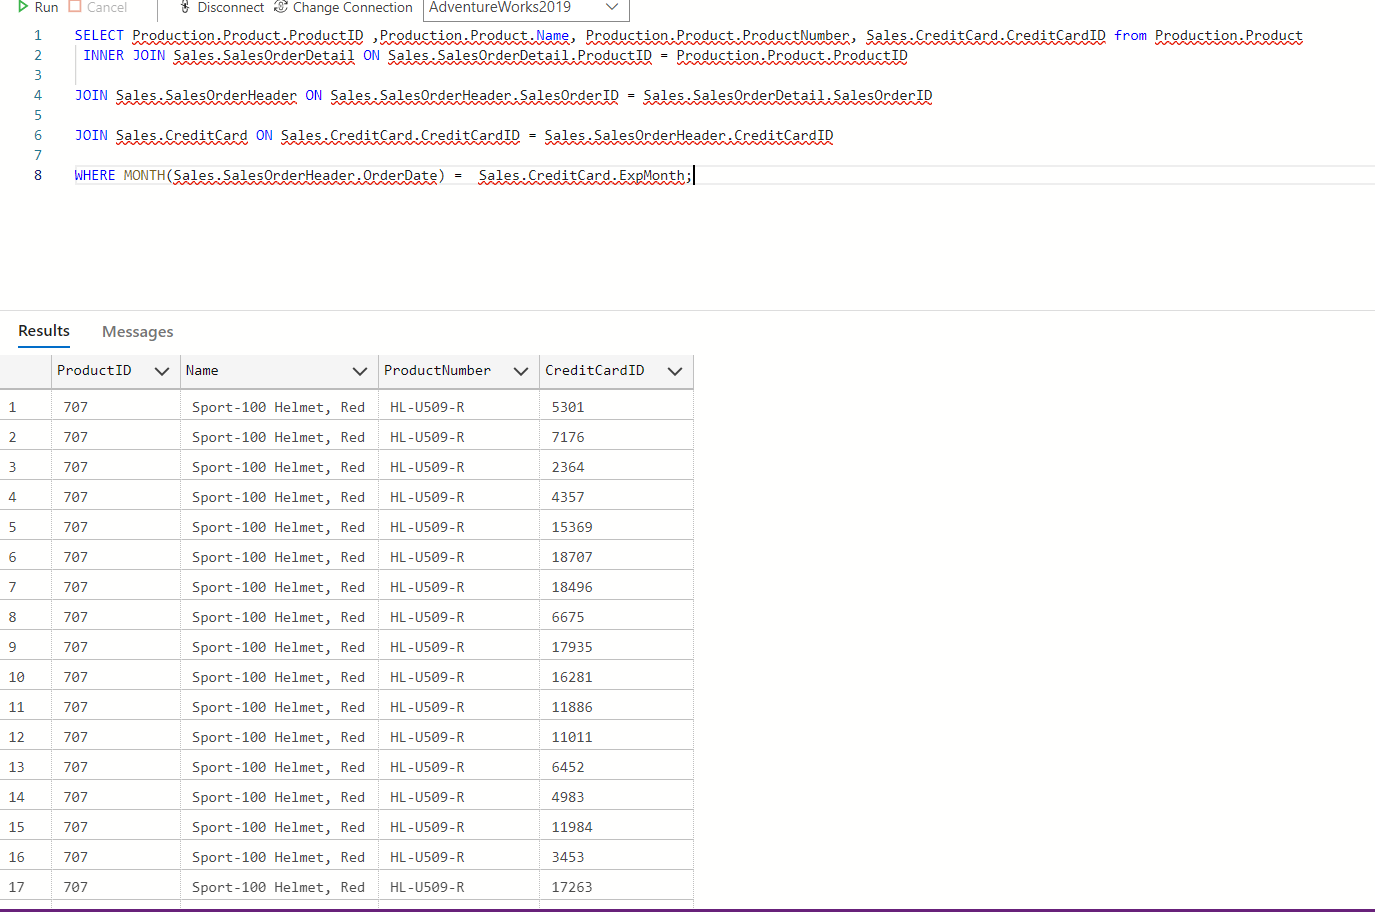 Run Cancel Disconnect Change Connection AdventureWorks2019
1 SELECT Production.Product.ProductID ,Production.Product.Name, Production.Product.ProductNumber, Sales.CreditCard.CreditCardID from Production.Product
2 INNER JOIN Sales.SalesOrderDetail ON Sales.SalesOrderDetail.ProductID = Production.Product.ProductID
3
4 JOIN Sales.SalesOrderHeader ON Sales.SalesOrderHeader.SalesOrderID = Sales.SalesOrderDetail.SalesOrderID
5
6 JOIN Sales.CreditCard ON Sales.CreditCard.CreditCardID = Sales.SalesOrderHeader.CreditCardID
7
8 WHERE MONTH(Sales.SalesOrderHeader.OrderDate) =  Sales.CreditCard.ExpMonth;
Results Messages
ProductID Name ProductNumber CreditCardID
1 707 Sport-100 Helmet, Red HL-U509-R 5301
2 707 Sport-100 Helmet, Red HL-U509-R 7176
3 707 Sport-100 Helmet, Red HL-U509-R 2364
4 707 Sport-100 Helmet, Red HL-U509-R 4357
5 707 Sport-100 Helmet, Red HL-U509-R 15369
6 707 Sport-100 Helmet, Red HL-U509-R 18707
7 707 Sport-100 Helmet, Red HL-U509-R 18496
8 707 Sport-100 Helmet, Red HL-U509-R 6675
9 707 Sport-100 Helmet, Red HL-U509-R 17935
10 707 Sport-100 Helmet, Red HL-U509-R 16281
11 707 Sport-100 Helmet, Red HL-U509-R 11886
12 707 Sport-100 Helmet, Red HL-U509-R 11011
13 707 Sport-100 Helmet, Red HL-U509-R 6452
14 707 Sport-100 Helmet, Red HL-U509-R 4983
15 707 Sport-100 Helmet, Red HL-U509-R 11984
16 707 Sport-100 Helmet, Red HL-U509-R 3453
17 707 Sport-100 Helmet, Red HL-U509-R 17263